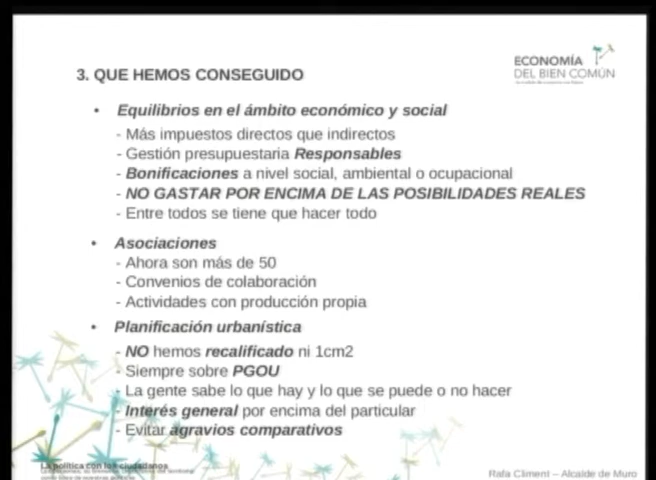 ECONOMÍA
DEL BIEN COMÚN
3. QUE HEMOS CONSEGUIDO
• Equilibrios en el ámbito económico y social
- Más impuestos directos que indirectos
- Gestión presupuestaria Responsables
- Bonificaciones a nivel social, ambiental o ocupacional
- NO GASTAR POR ENCIMA DE LAS POSIBILIDADES REALES
- Entre todos se tiene que hacer todo
• Asociaciones
- Ahora son más de 50
- Convenios de colaboración
- Actividades con producción propia
• Planificación urbanística
- NO hemos recalificado ni 1cm2
- Siempre sobre PGOU
- La gente sabe lo que hay y lo que se puede o no hacer
- Interés general por encima del particular
- Evitar agravios comparativos
La política con los ciudadanos
Rafa Climent – Alcalde de Muro